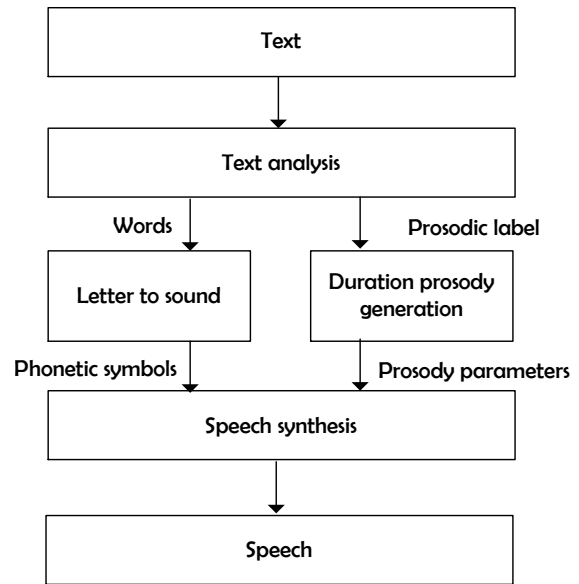 Text
Text analysis
Words
Prosodic label
Letter to sound
Duration prosody
generation
Phonetic symbols
Prosody parameters
Speech synthesis
Speech